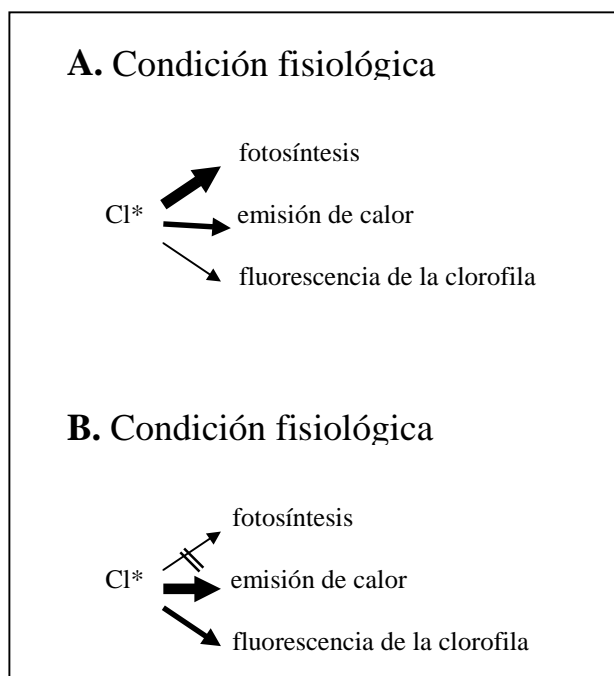 A. Condición fisiológica
fotosíntesis
Cl*
emisión de calor
fluorescencia de la clorofila
B. Condición fisiológica
fotosíntesis
Cl*
emisión de calor
fluorescencia de la clorofila